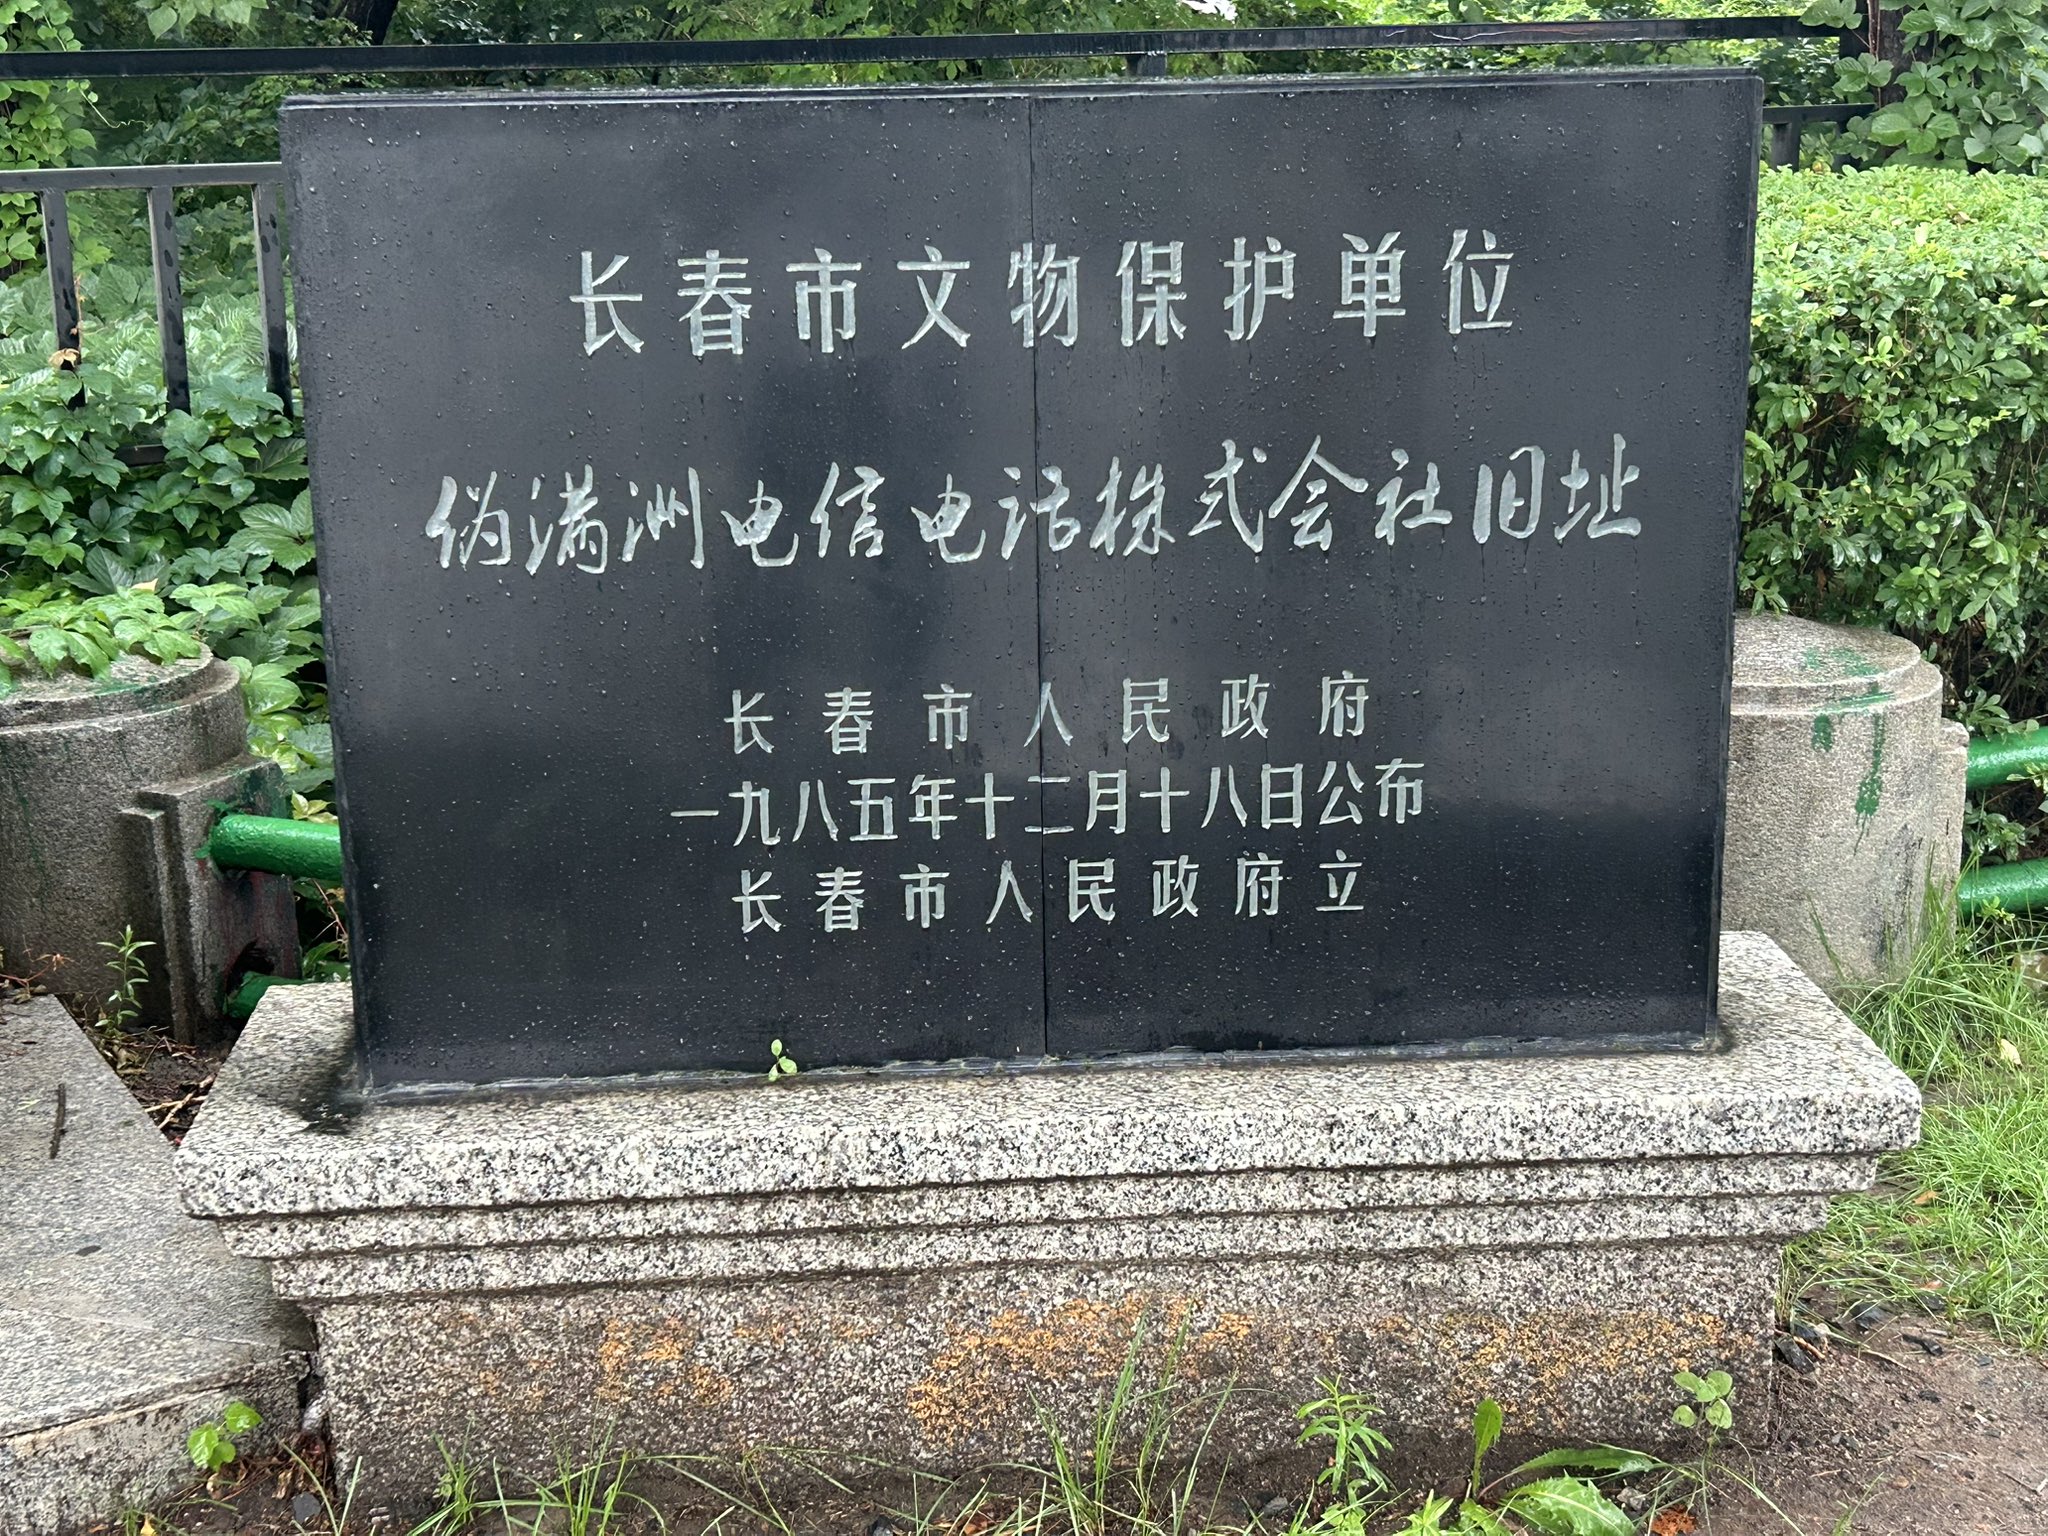 长春市文物保护单位
伪满洲电信电话株式会社旧址
长春市人民政府
一九八五年十二月十八日公布
长春市人民政府立